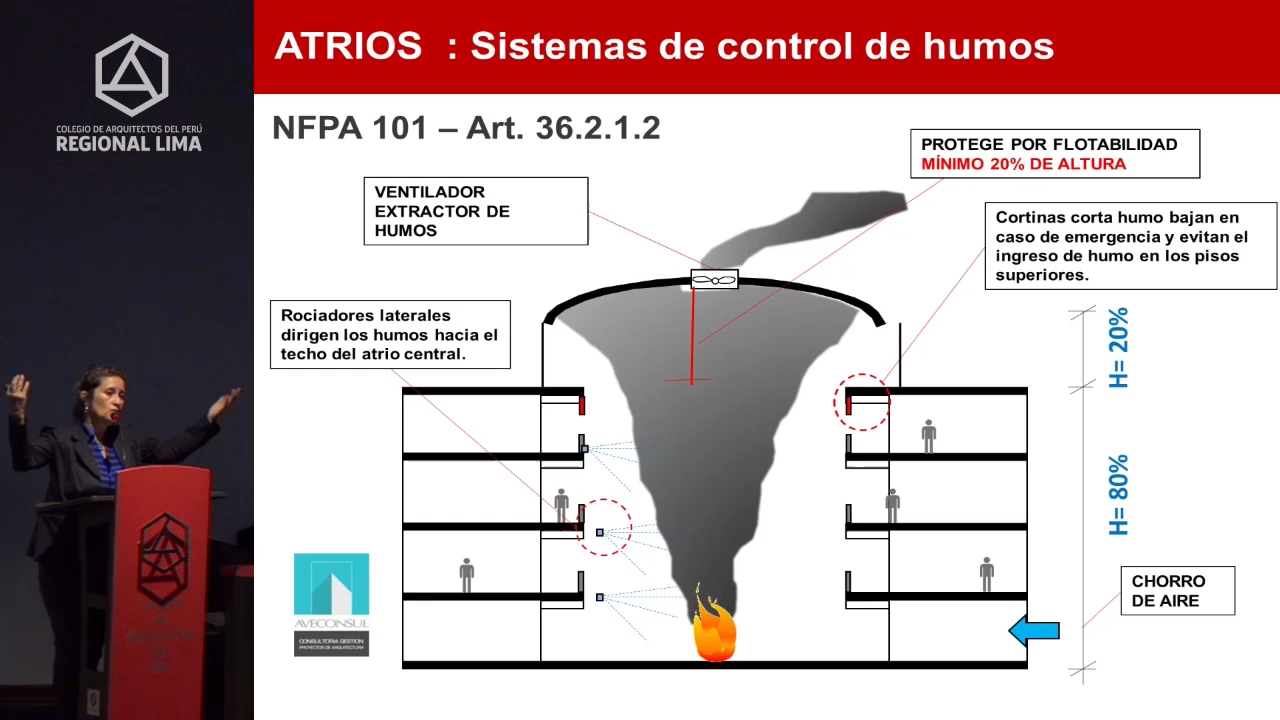 COLEGIO DE ARQUITECTOS DEL PERÚ
REGIONAL LIMA
ATRIOS : Sistemas de control de humos
NFPA 101 – Art. 36.2.1.2
PROTEGE POR FLOTABILIDAD
MÍNIMO 20% DE ALTURA
VENTILADOR
EXTRACTOR DE
HUMOS
Cortinas corta humo bajan en
caso de emergencia y evitan el
ingreso de humo en los pisos
superiores.
Rociadores laterales
dirigen los humos hacia el
techo del atrio central.
H= 20%
H= 80%
CHORRO
DE AIRE
AVECONSUL
CONSULTORIA GESTION
PROYECTOS DE ARQUITECTURA